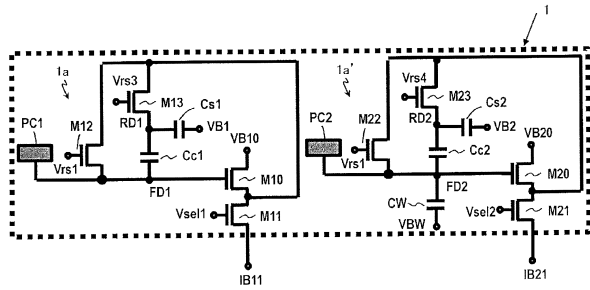 1
1a
Vrs3
M13
Cs1
VB1
RD1
PC1
M12
Vrs1
Cc1
VB10
M10
FD1
Vsel1
M11
IB11
1a'
Vrs4
M23
Cs2
VB2
RD2
PC2
M22
Vrs1
Cc2
VB20
M20
FD2
CW
VBW
Vsel2
M21
IB21